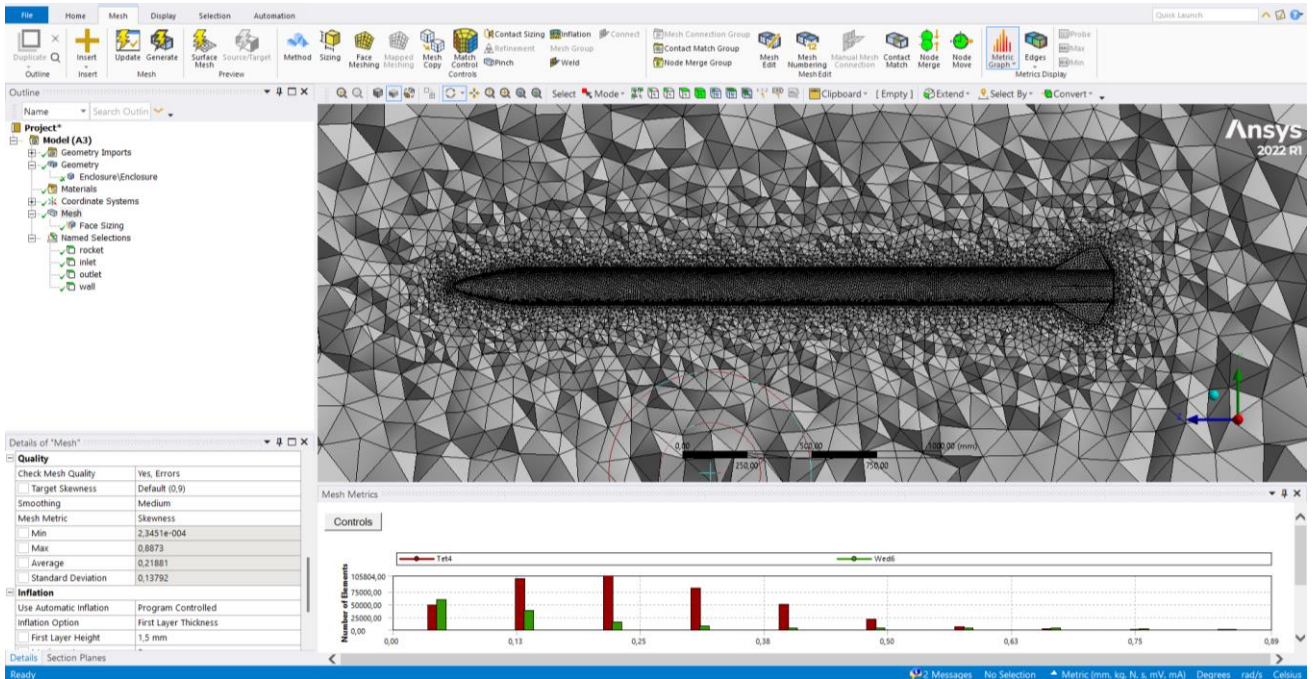 File Home Mesh Display Selection Automation Quick Launch
Duplicate Q Insert Update Generate Surface Mesh Source/Target Method Sizing Face Meshing Mapped Meshing Mesh Copy Match Control Contact Sizing Refinement Pinch Inflation Mesh Group Weld Connect Mesh Connection Group Contact Match Group Node Merge Group Mesh Edit Mesh Numbering Manual Mesh Connection Contact Match Node Merge Node Move Metric Graph Edges Probe Max Min
Outline Insert Mesh Preview Controls Mesh Edit Metrics Display
Outline
Name Search Outlin
Select Mode Clipboard [ Empty ] Extend Select By Convert
Project*
Model (A3)
Geometry Imports
Geometry
Enclosure\Enclosure
Materials
Coordinate Systems
Mesh
Face Sizing
Named Selections
rocket
inlet
outlet
wall
Ansys
2022 R1
0,00 500,00 1000,00 (mm)
250,00 750,00
Z
Details of "Mesh"
Quality
Check Mesh Quality Yes, Errors
Target Skewness Default (0,9)
Smoothing Medium
Mesh Metric Skewness
Min 2,3451e-004
Max 0,8873
Average 0,21881
Standard Deviation 0,13792
Inflation
Use Automatic Inflation Program Controlled
Inflation Option First Layer Thickness
First Layer Height 1,5 mm
Details Section Planes
Mesh Metrics
Controls
Tet4 Wed6
Number of Elements
105804,00
75000,00
50000,00
25000,00
0,00
0,00 0,13 0,25 0,38 0,50 0,63 0,75 0,89
Ready 2 Messages No Selection Metric (mm, kg, N, s, mV, mA) Degrees rad/s Celsius